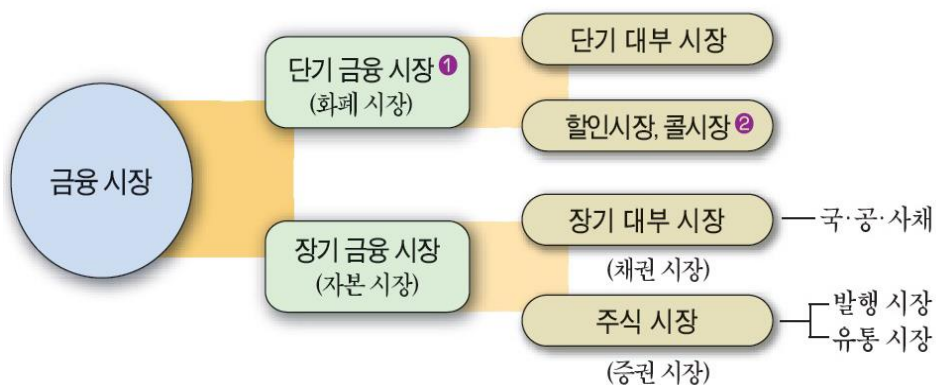 금융 시장
단기 금융 시장 ❶
(화폐 시장)
단기 대부 시장
할인시장, 콜시장 ❷
장기 금융 시장
(자본 시장)
장기 대부 시장
(채권 시장)
국·공·사채
주식 시장
(증권 시장)
발행 시장
유통 시장